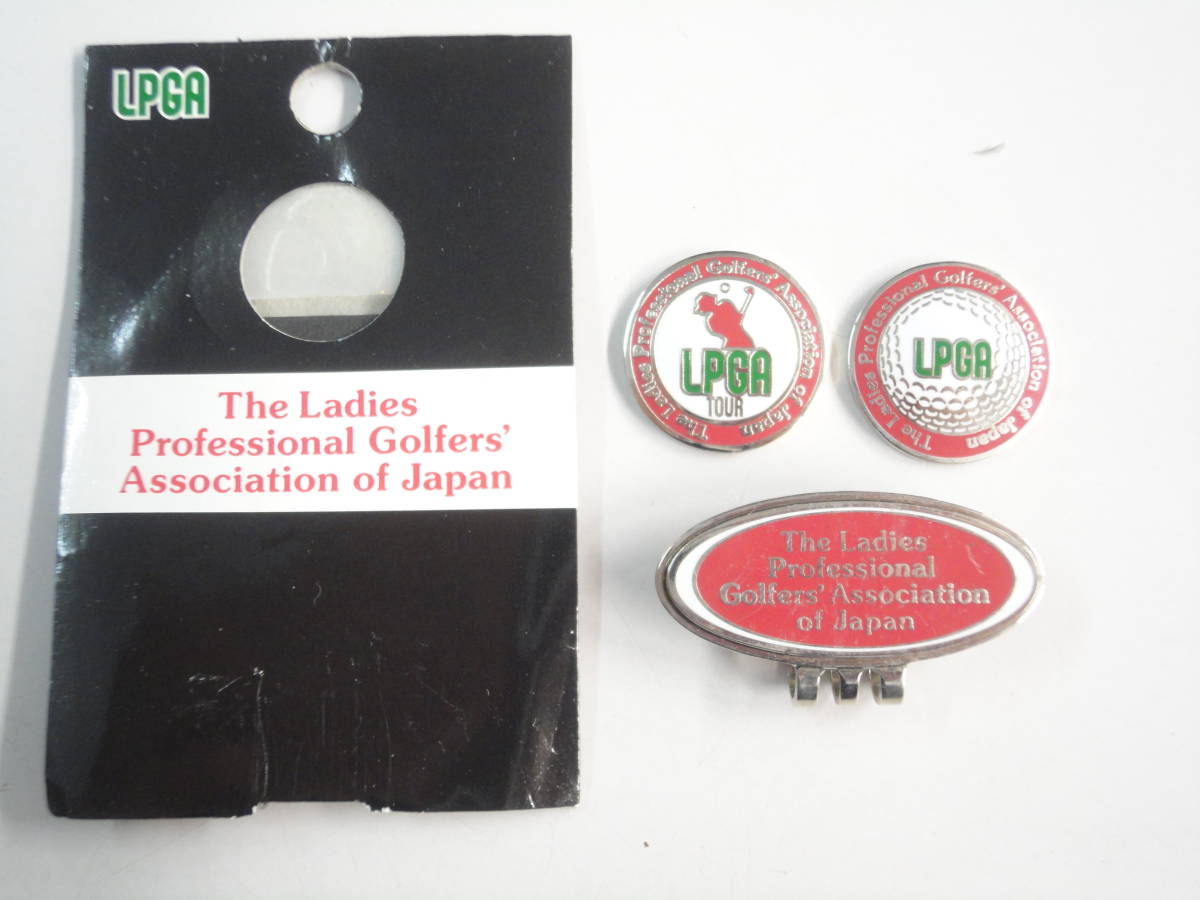 LPGA
The Ladies
Professional Golfers'
Association of Japan
The Ladies Professional Golfers' Association of Japan
LPGA
TOUR
The Ladies Professional Golfers' Association of Japan
LPGA
The Ladies
Professional
Golfers' Association
of Japan